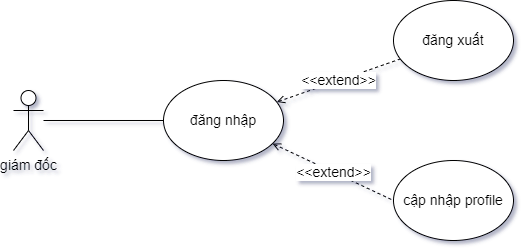 đăng xuất
<<extend>>
đăng nhập
giám đốc
<<extend>>
cập nhập profile